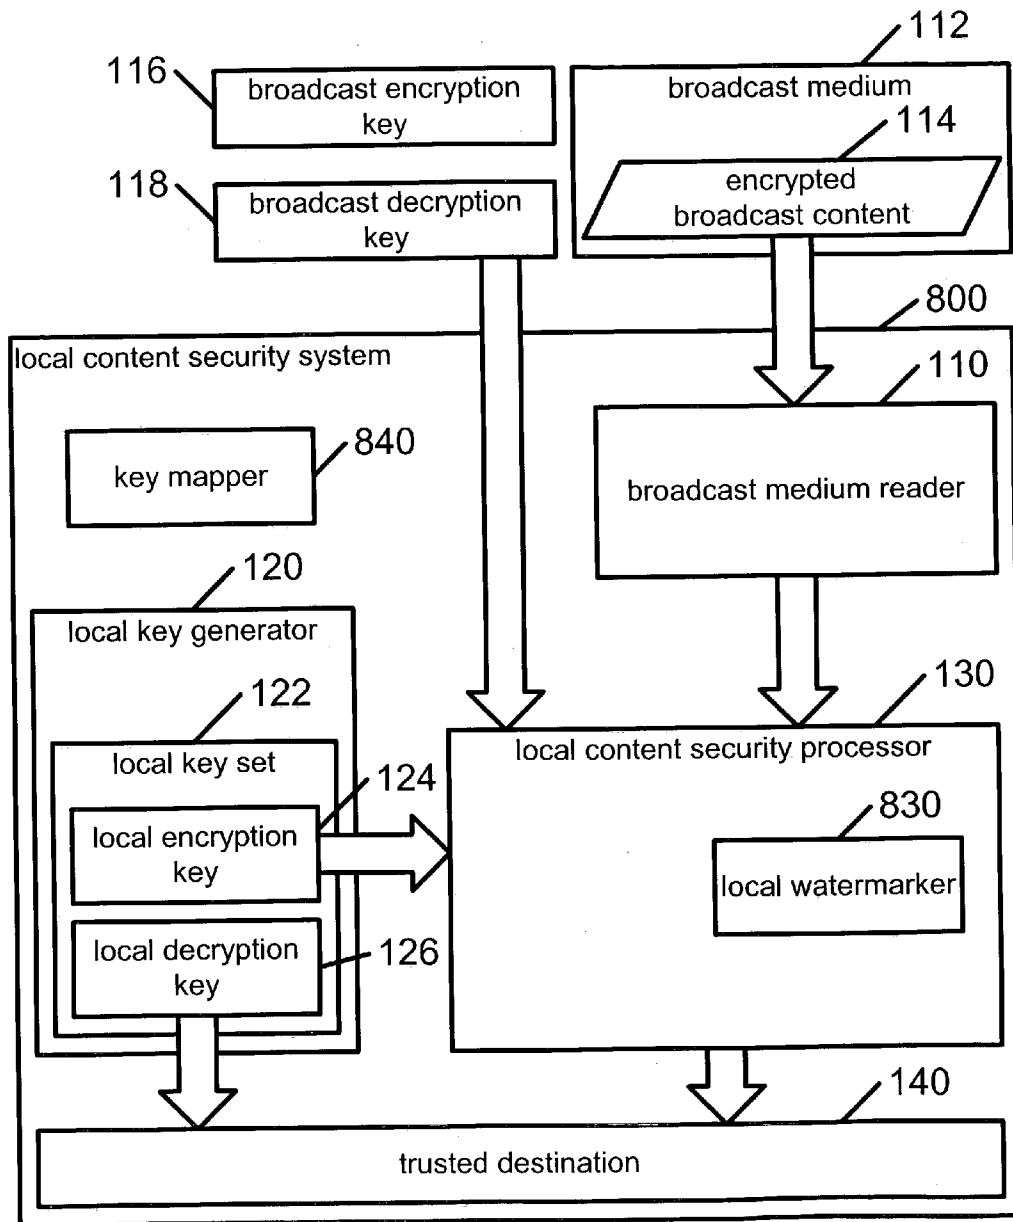 112
116
broadcast encryption
key
broadcast medium
114
118
broadcast decryption
key
encrypted
broadcast content
800
local content security system
110
840
key mapper
broadcast medium reader
120
local key generator
122
130
local key set
local content security processor
124
830
local encryption
key
local watermarker
local decryption
key
126
140
trusted destination